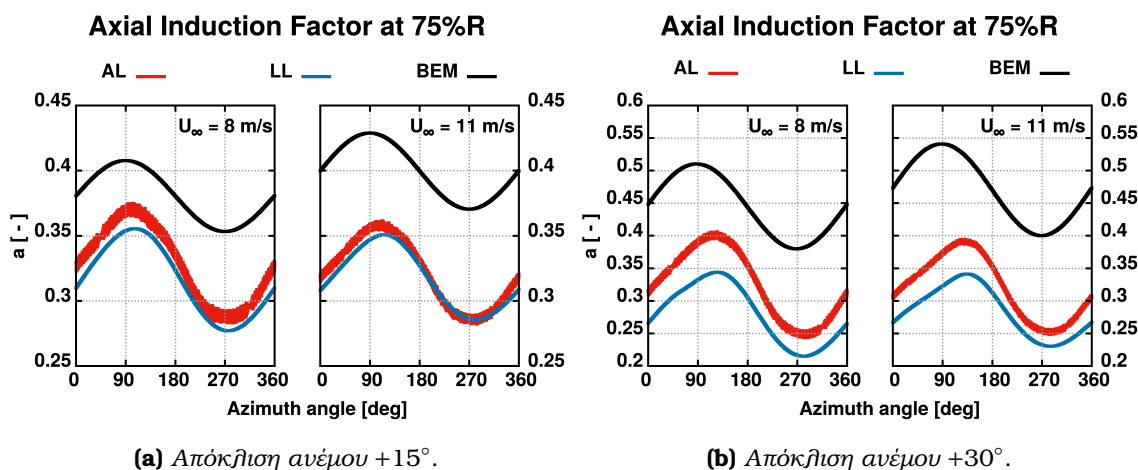 Axial Induction Factor at 75%R
AL LL BEM
U∞ = 8 m/s
U∞ = 11 m/s
0.45
0.4
0.35
0.3
0.25
0.45
0.4
0.35
0.3
0.25
a [ - ]
0 90 180 270 360
0 90 180 270 360
Azimuth angle [deg]
(a) Απόκλιση ανέμου +15°.
Axial Induction Factor at 75%R
AL LL BEM
U∞ = 8 m/s
U∞ = 11 m/s
0.6
0.55
0.5
0.45
0.4
0.35
0.3
0.25
0.2
0.6
0.55
0.5
0.45
0.4
0.35
0.3
0.25
0.2
a [ - ]
0 90 180 270 360
0 90 180 270 360
Azimuth angle [deg]
(b) Απόκλιση ανέμου +30°.